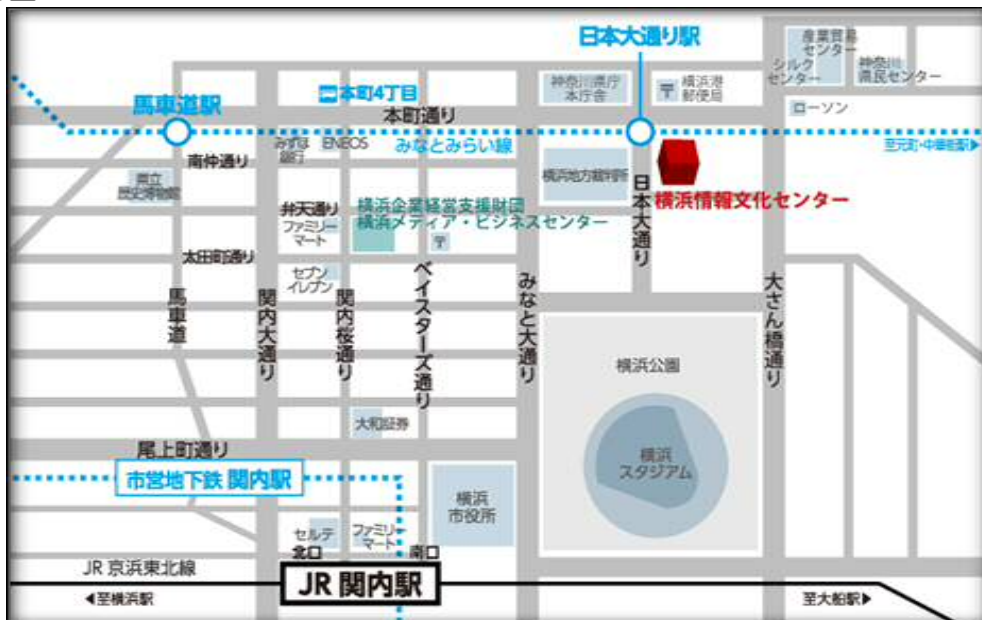 日本大通り駅
産業貿易
センター
シルク
センター
神奈川
県民センター
神奈川県庁
本庁舎
〒
横浜港
郵便局
本町4丁目
馬車道駅
本町通り
ローソン
みずほ
銀行
ENEOS
みなとみらい線
至元町・中華街駅▶
南仲通り
県立
歴史博物館
横浜地方裁判所
日本大通り
横浜情報文化センター
弁天通り
ファミリー
マート
横浜企業経営支援財団
横浜メディア・ビジネスセンター
〒
太田町通り
セブン
イレブン
馬車道
関内大通り
関内桜通り
ベイスターズ通り
みなと大通り
大さん橋通り
横浜公園
大和証券
尾上町通り
横浜
スタジアム
市営地下鉄 関内駅
横浜
市役所
セルテ
ファミリー
マート
北口
南口
JR 京浜東北線
JR 関内駅
◀至横浜駅
至大船駅▶